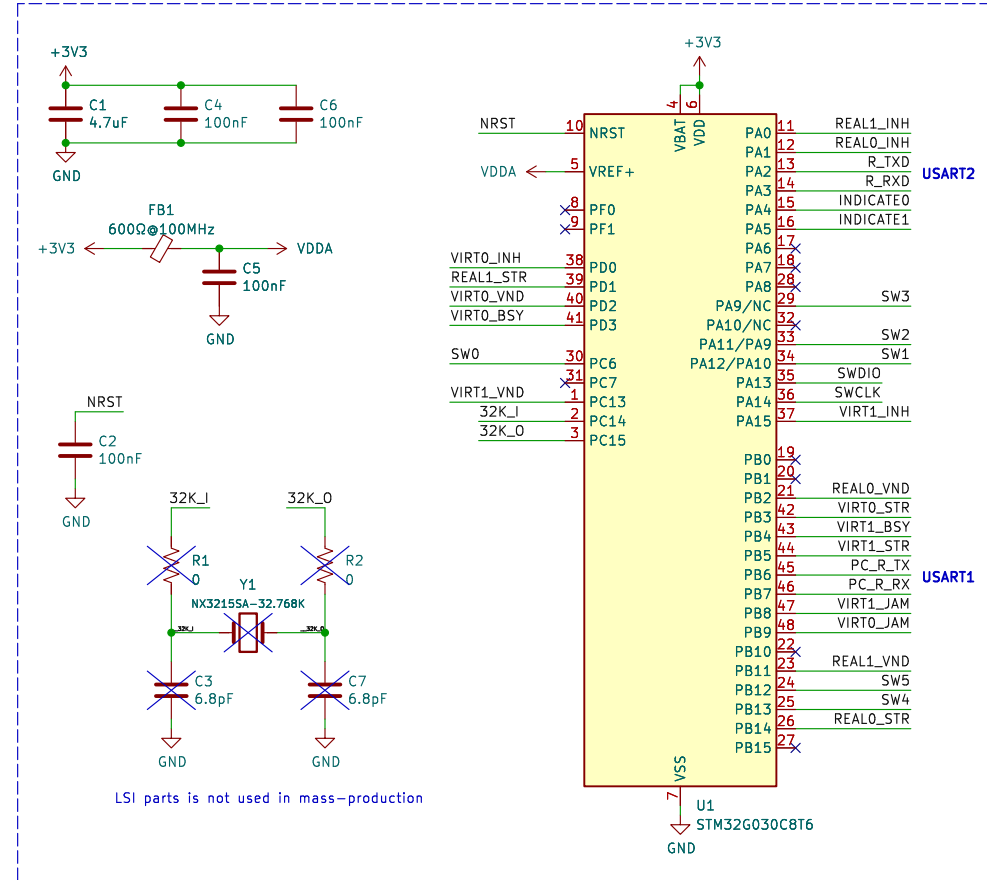 +3V3
C1
4.7uF
C4
100nF
C6
100nF
GND
FB1
600Ω@100MHz
+3V3
VDDA
C5
100nF
GND
NRST
C2
100nF
GND
32K_I
32K_O
R1
0
R2
0
Y1
NX3215SA-32.768K
32K_I
32K_O
C3
6.8pF
C7
6.8pF
GND
GND
LSI parts is not used in mass-production
+3V3
4
6
VBAT
VDD
NRST
10
NRST
VDDA
5
VREF+
8
PF0
9
PF1
VIRT0_INH
38
PD0
REAL1_STR
39
PD1
VIRT0_VND
40
PD2
VIRT0_BSY
41
PD3
SW0
30
PC6
31
PC7
VIRT1_VND
1
PC13
32K_I
2
PC14
32K_O
3
PC15
PA0
11
REAL1_INH
PA1
12
REAL0_INH
PA2
13
R_TXD
USART2
PA3
14
R_RXD
PA4
15
INDICATE0
PA5
16
INDICATE1
PA6
17
PA7
18
PA8
28
PA9/NC
29
SW3
PA10/NC
32
PA11/PA9
33
SW2
PA12/PA10
34
SW1
PA13
35
SWDIO
PA14
36
SWCLK
PA15
37
VIRT1_INH
PB0
19
PB1
20
PB2
21
REAL0_VND
PB3
42
VIRT0_STR
PB4
43
VIRT1_BSY
PB5
44
VIRT1_STR
PB6
45
PC_R_TX
USART1
PB7
46
PC_R_RX
PB8
47
VIRT1_JAM
PB9
48
VIRT0_JAM
PB10
22
PB11
23
REAL1_VND
PB12
24
SW5
PB13
25
SW4
PB14
26
REAL0_STR
PB15
27
VSS
7
U1
STM32G030C8T6
GND